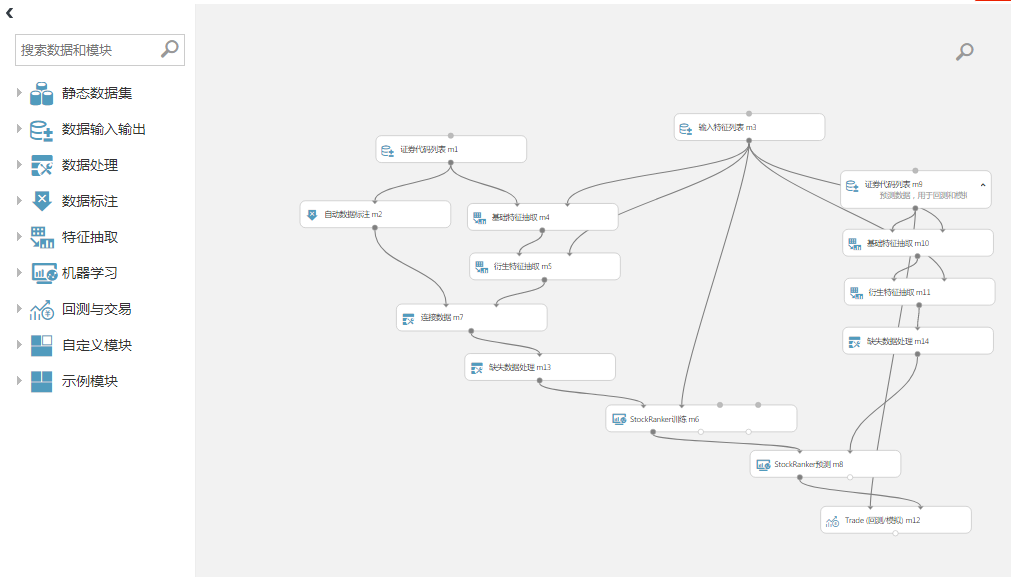 搜索数据和模块
静态数据集
数据输入输出
数据处理
数据标注
特征抽取
机器学习
回测与交易
自定义模块
示例模块
输入特征列表 m3
证券代码列表 m1
证券代码列表 m9
预测数据，用于回测和模拟
自动数据标注 m2
基础特征抽取 m4
基础特征抽取 m10
衍生特征抽取 m5
衍生特征抽取 m11
连接数据 m7
缺失数据处理 m14
缺失数据处理 m13
StockRanker训练 m6
StockRanker预测 m8
Trade (回测/模拟) m12